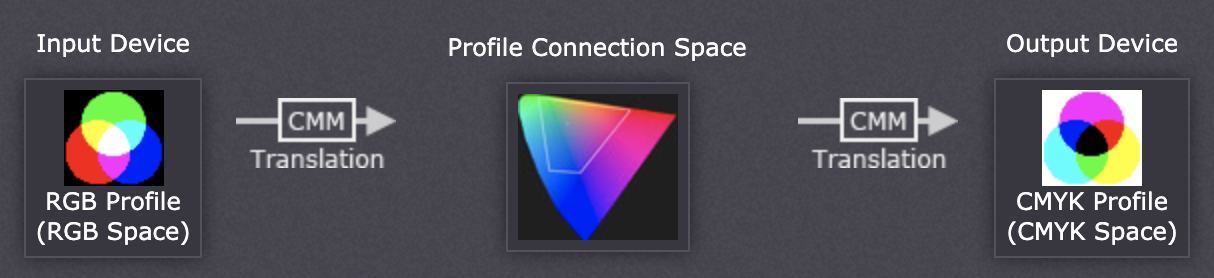 Input Device
Profile Connection Space
Output Device
CMM
Translation
CMM
Translation
RGB Profile
(RGB Space)
CMYK Profile
(CMYK Space)